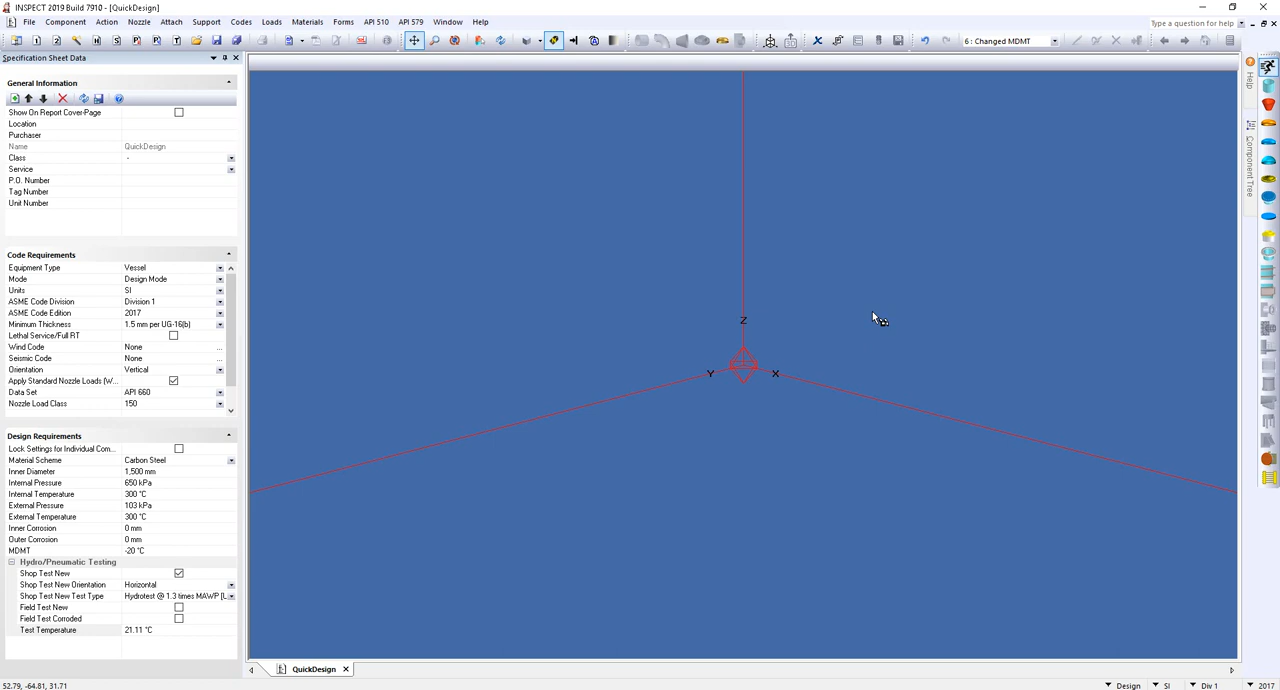 INSPECT 2019 Build 7910 - [QuickDesign]
File Component Action Nozzle Attach Support Codes Loads Materials Forms API 510 API 579 Window Help
Type a question for help
6 : Changed MDMT
Specification Sheet Data
General Information
Show On Report Cover-Page
Location
Purchaser
Name QuickDesign
Class -
Service
P.O. Number
Tag Number
Unit Number
Code Requirements
Equipment Type Vessel
Mode Design Mode
Units SI
ASME Code Division Division 1
ASME Code Edition 2017
Minimum Thickness 1.5 mm per UG-16(b)
Lethal Service/Full RT
Wind Code None ...
Seismic Code None ...
Orientation Vertical
Apply Standard Nozzle Loads (W...
Data Set API 660
Nozzle Load Class 150
Design Requirements
Lock Settings for Individual Com...
Material Scheme Carbon Steel
Inner Diameter 1,500 mm
Internal Pressure 650 kPa
Internal Temperature 300 °C
External Pressure 103 kPa
External Temperature 300 °C
Inner Corrosion 0 mm
Outer Corrosion 0 mm
MDMT -20 °C
Hydro/Pneumatic Testing
Shop Test New
Shop Test New Orientation Horizontal
Shop Test New Test Type Hydrotest @ 1.3 times MAWP [U
Field Test New
Field Test Corroded
Test Temperature 21.11 °C
Z
Y X
Help
Component Tree
QuickDesign
52.79, -64.81, 31.71
Design SI Div 1 2017